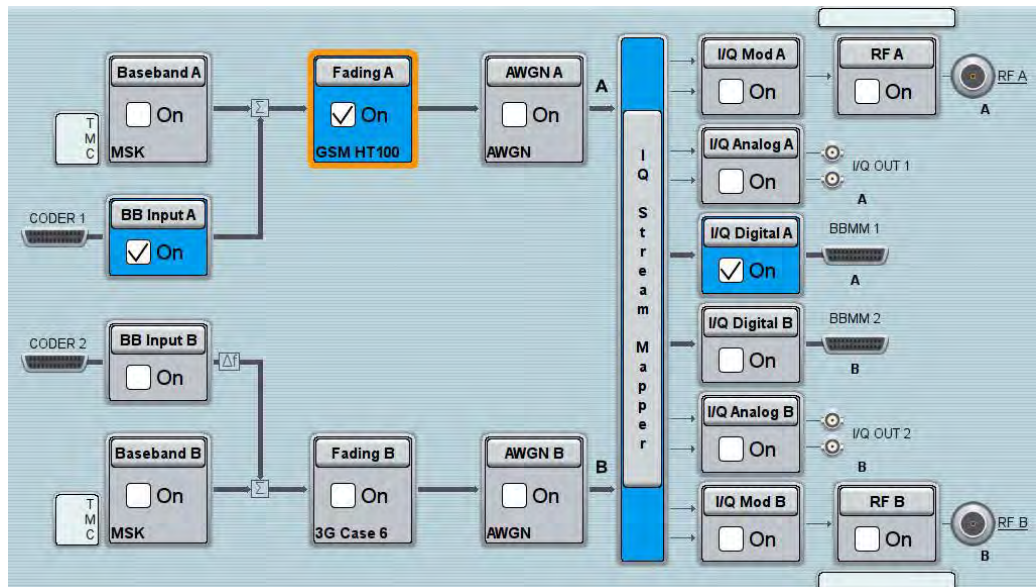 Baseband A
On
T
M
C
MSK
Σ
Fading A
On
GSM HT100
AWGN A
On
AWGN
A
CODER 1
BB Input A
On
CODER 2
BB Input B
On
Δf
Baseband B
On
T
M
C
MSK
Σ
Fading B
On
3G Case 6
AWGN B
On
AWGN
B
I
Q
S
t
r
e
a
m
M
a
p
p
e
r
I/Q Mod A
On
RF A
On
RF A
A
I/Q Analog A
On
I/Q OUT 1
A
I/Q Digital A
On
BBMM 1
A
I/Q Digital B
On
BBMM 2
B
I/Q Analog B
On
I/Q OUT 2
B
I/Q Mod B
On
RF B
On
RF B
B